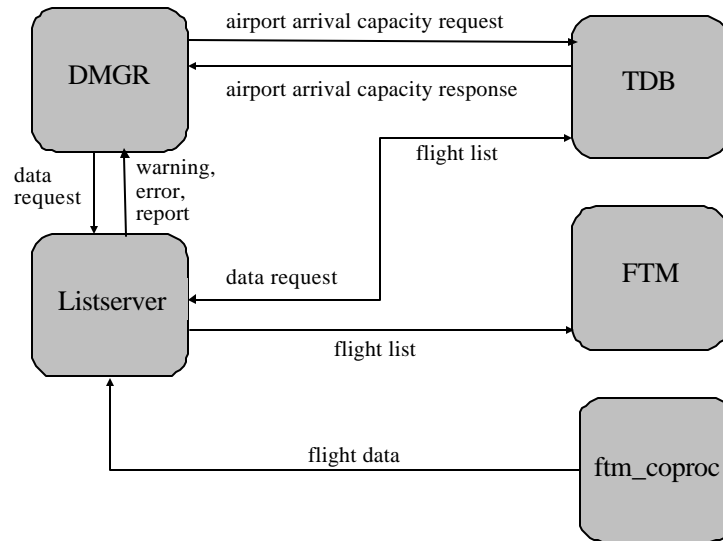 airport arrival capacity request
DMGR
TDB
airport arrival capacity response
flight list
data
request
warning,
error,
report
FTM
data request
Listserver
flight list
ftm_coproc
flight data